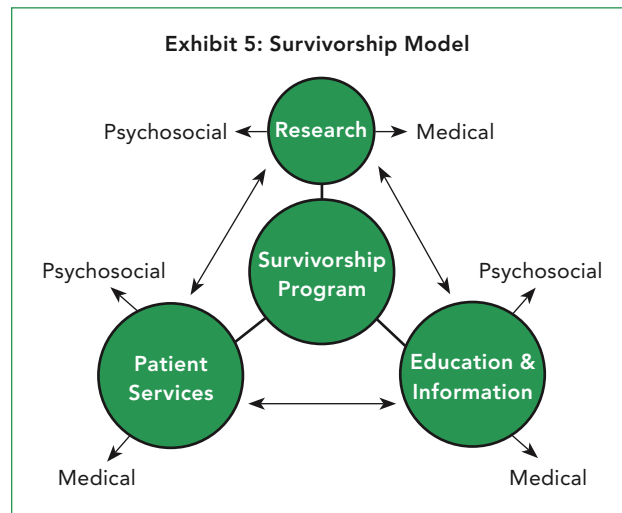 Exhibit 5: Survivorship Model
Psychosocial
Research
Medical
Survivorship
Program
Psychosocial
Psychosocial
Patient
Services
Education &
Information
Medical
Medical